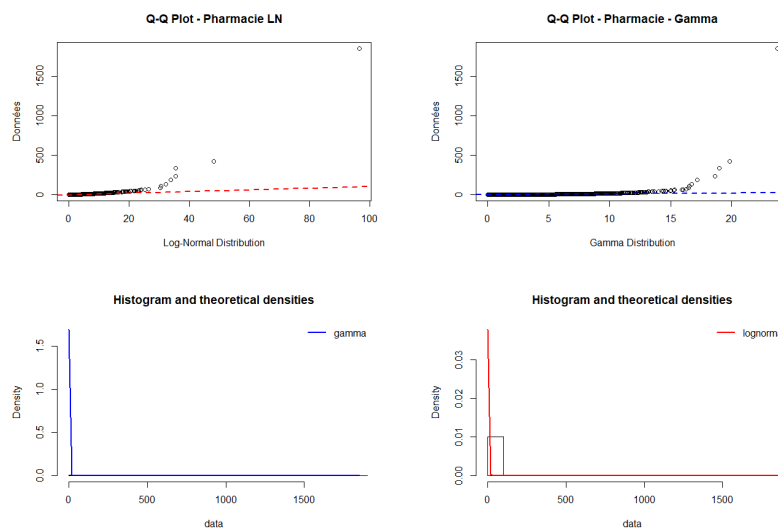 Q-Q Plot - Pharmacie LN
Données
0 500 1000 1500
0 20 40 60 80 100
Log-Normal Distribution
Q-Q Plot - Pharmacie - Gamma
Données
0 500 1000 1500
0 5 10 15 20
Gamma Distribution
Histogram and theoretical densities
gamma
Density
0.0 0.5 1.0 1.5
0 500 1000 1500
data
Histogram and theoretical densities
lognorm
Density
0.00 0.01 0.02 0.03
0 500 1000 1500
data